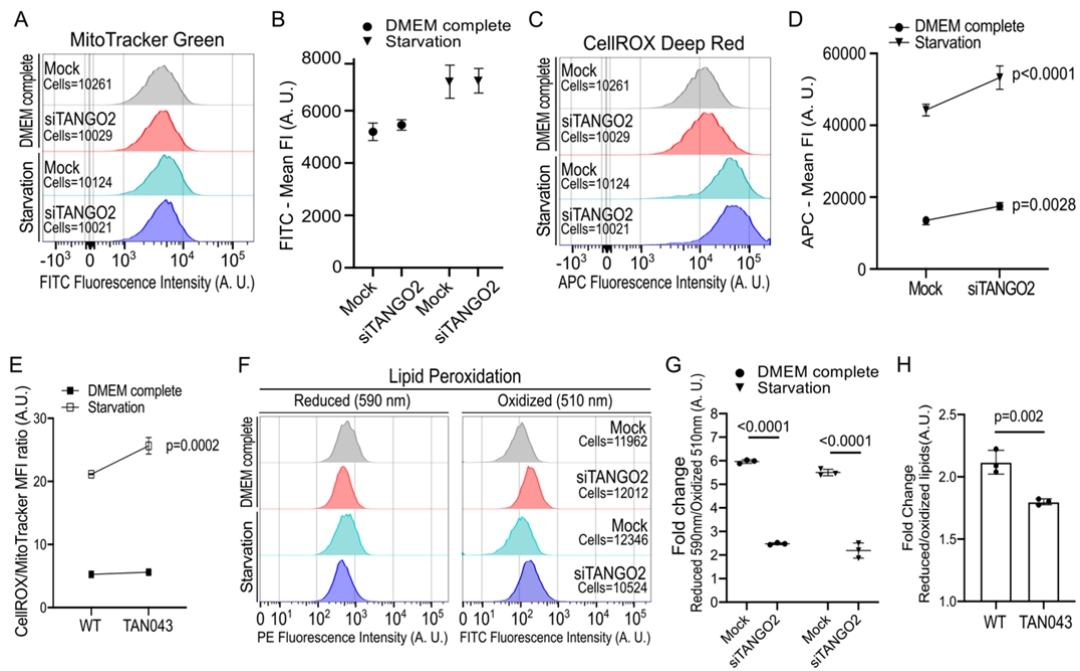 A
MitoTracker Green
DMEM complete
Starvation
Mock
Cells=10261
siTANGO2
Cells=10029
Mock
Cells=10124
siTANGO2
Cells=10021
-10³ 0 10³ 10⁴ 10⁵
FITC Fluorescence Intensity (A. U.)
B
DMEM complete
Starvation
FITC - Mean FI (A. U.)
8000
6000
4000
2000
0
Mock
siTANGO2
Mock
siTANGO2
C
CellROX Deep Red
DMEM complete
Starvation
Mock
Cells=10261
siTANGO2
Cells=10029
Mock
Cells=10124
siTANGO2
Cells=10021
-10³ 0 10³ 10⁴ 10⁵
APC Fluorescence Intensity (A. U.)
D
DMEM complete
Starvation
APC - Mean FI (A. U.)
60000
40000
20000
0
p<0.0001
p=0.0028
Mock siTANGO2
E
DMEM complete
Starvation
CellROX/MitoTracker MFI ratio (A.U.)
30
20
10
0
p=0.0002
WT TAN043
F
Lipid Peroxidation
Reduced (590 nm) Oxidized (510 nm)
DMEM complete
Starvation
Mock
Cells=11962
siTANGO2
Cells=12012
Mock
Cells=12346
siTANGO2
Cells=10524
0 10¹ 10² 10³ 10⁴ 10⁵
PE Fluorescence Intensity (A. U.)
0 10¹ 10² 10³ 10⁴ 10⁵
FITC Fluorescence Intensity (A. U.)
G
DMEM complete
Starvation
Fold change
Reduced 590nm/Oxidized 510nm (A. U.)
6
5
4
3
2
1
0
<0.0001
<0.0001
Mock
siTANGO2
Mock
siTANGO2
H
Fold Change
Reduced/oxidized lipids(A.U.)
2.5
2.0
1.5
1.0
p=0.002
WT TAN043